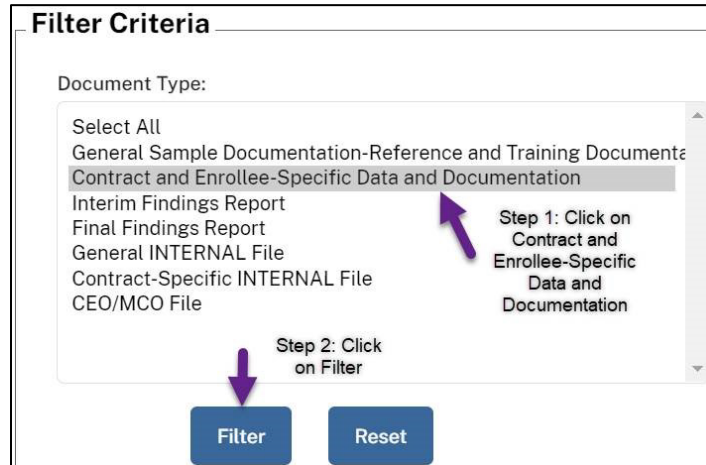 Filter Criteria
Document Type:
Select All
General Sample Documentation-Reference and Training Documenta
Contract and Enrollee-Specific Data and Documentation
Interim Findings Report
Final Findings Report
General INTERNAL File
Contract-Specific INTERNAL File
CEO/MCO File
Step 1: Click on
Contract and
Enrollee-Specific
Data and
Documentation
Step 2: Click
on Filter
Filter
Reset